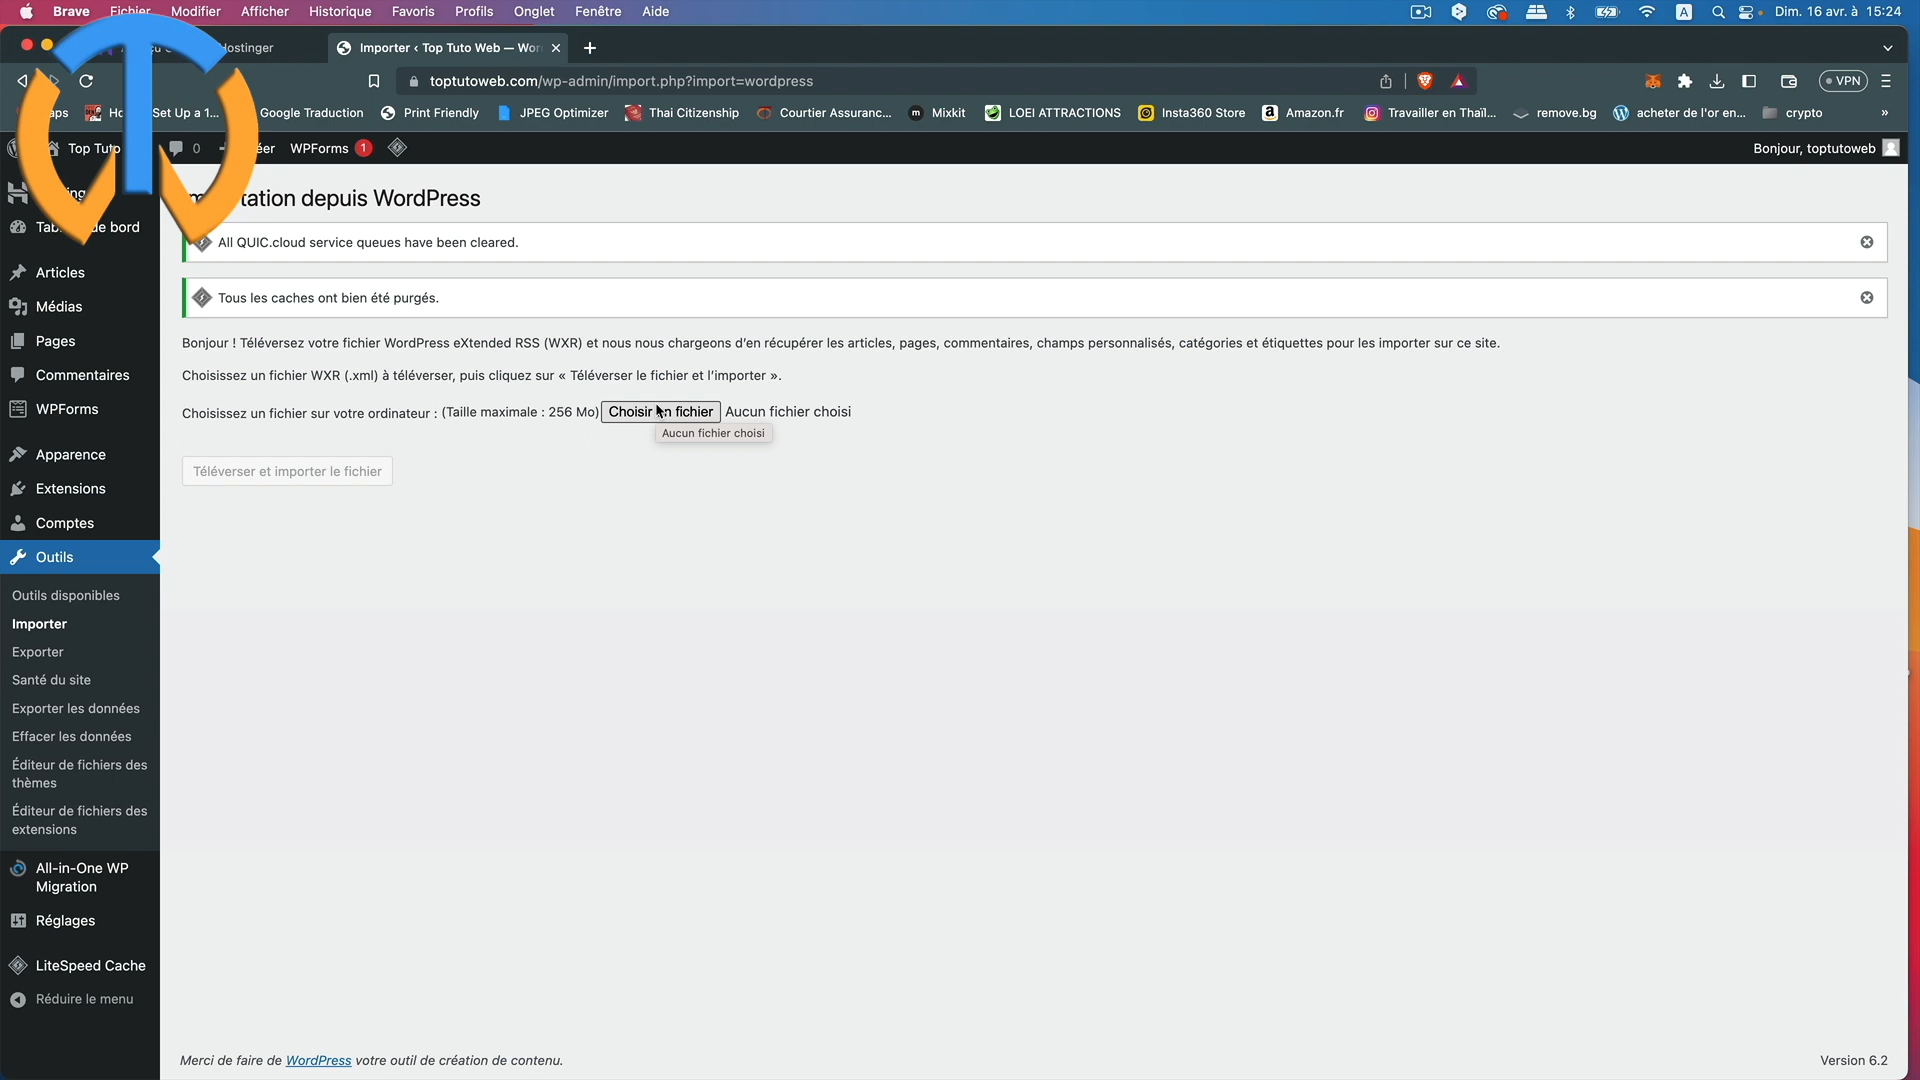 Brave Fichier Modifier Afficher Historique Favoris Profils Onglet Fenêtre Aide A Dim. 16 avr. à 15:24
Hostinger Importer ‹ Top Tuto Web — Wor
toptutoweb.com/wp-admin/import.php?import=wordpress VPN
Set Up a 1... Google Traduction Print Friendly JPEG Optimizer Thai Citizenship Courtier Assuranc... m Mixkit LOEI ATTRACTIONS Insta360 Store a Amazon.fr Travailler en Thaïl... remove.bg acheter de l'or en... crypto »
Top Tuto 0 WPForms 1 Bonjour, toptutoweb
depuis WordPress
de bord
All QUIC.cloud service queues have been cleared.
Articles
Tous les caches ont bien été purgés.
Médias
Pages
Bonjour ! Téléversez votre fichier WordPress eXtended RSS (WXR) et nous nous chargeons d’en récupérer les articles, pages, commentaires, champs personnalisés, catégories et étiquettes pour les importer sur ce site.
Commentaires
Choisissez un fichier WXR (.xml) à téléverser, puis cliquez sur « Téléverser le fichier et l’importer ».
WPForms
Choisissez un fichier sur votre ordinateur : (Taille maximale : 256 Mo) Choisir un fichier Aucun fichier choisi
Aucun fichier choisi
Apparence
Téléverser et importer le fichier
Extensions
Comptes
Outils
Outils disponibles
Importer
Exporter
Santé du site
Exporter les données
Effacer les données
Éditeur de fichiers des
thèmes
Éditeur de fichiers des
extensions
All-in-One WP
Migration
Réglages
LiteSpeed Cache
Réduire le menu
Merci de faire de WordPress votre outil de création de contenu. Version 6.2